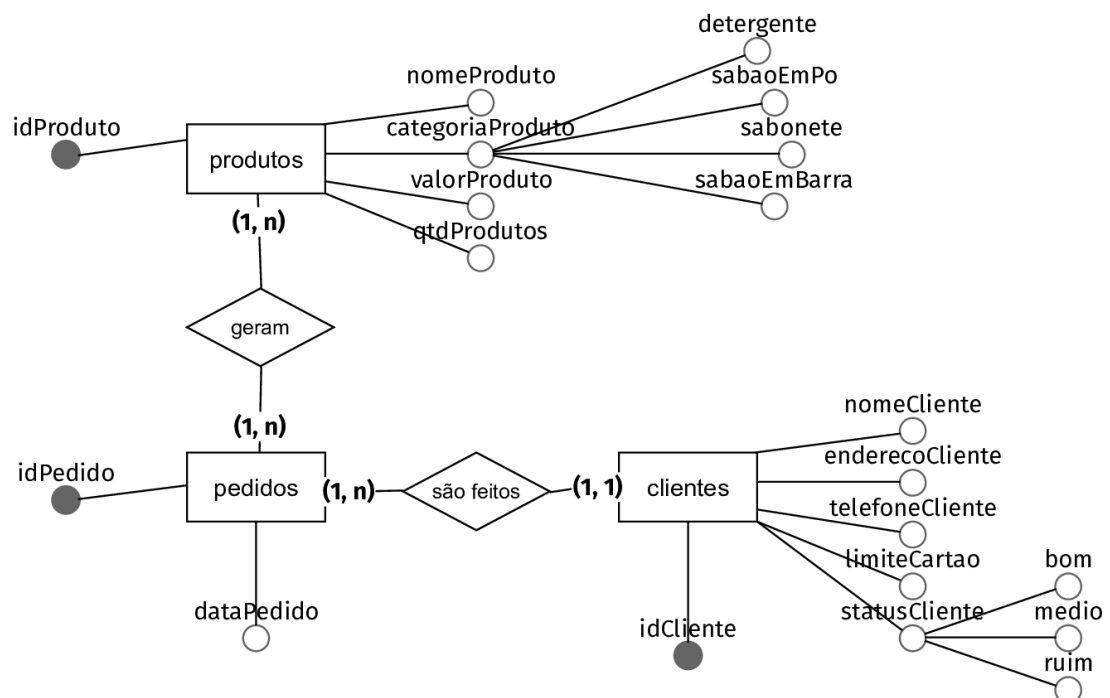 detergente
nomeProduto
sabaoEmPo
idProduto
categoriaProduto
sabonete
produtos
valorProduto
sabaoEmBarra
(1, n)
qtdProdutos
geram
(1, n)
nomeCliente
idPedido
enderecoCliente
pedidos
(1, n)
são feitos
(1, 1)
clientes
telefoneCliente
limiteCartao
bom
dataPedido
statusCliente
medio
idCliente
ruim